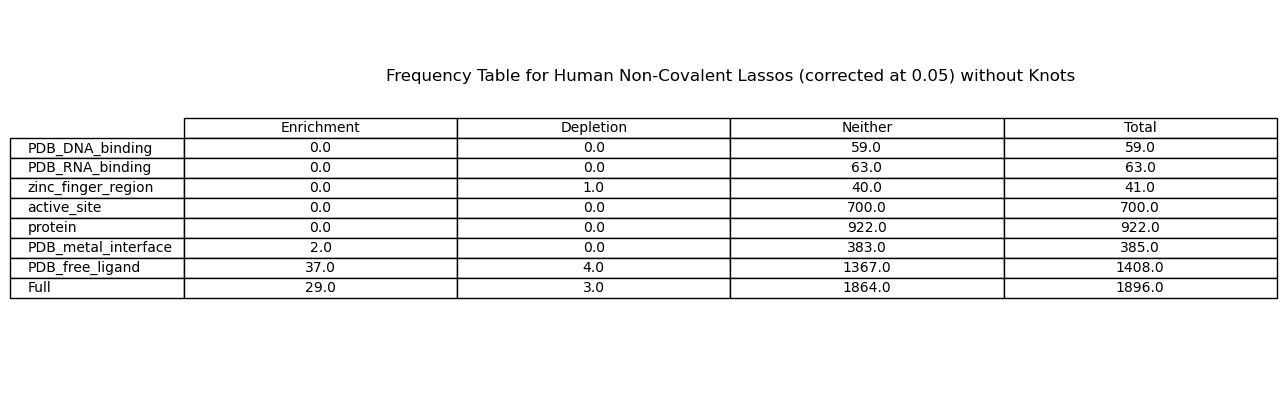 Frequency Table for Human Non-Covalent Lassos (corrected at 0.05) without Knots
Enrichment Depletion Neither Total
PDB_DNA_binding 0.0 0.0 59.0 59.0
PDB_RNA_binding 0.0 0.0 63.0 63.0
zinc_finger_region 0.0 1.0 40.0 41.0
active_site 0.0 0.0 700.0 700.0
protein 0.0 0.0 922.0 922.0
PDB_metal_interface 2.0 0.0 383.0 385.0
PDB_free_ligand 37.0 4.0 1367.0 1408.0
Full 29.0 3.0 1864.0 1896.0